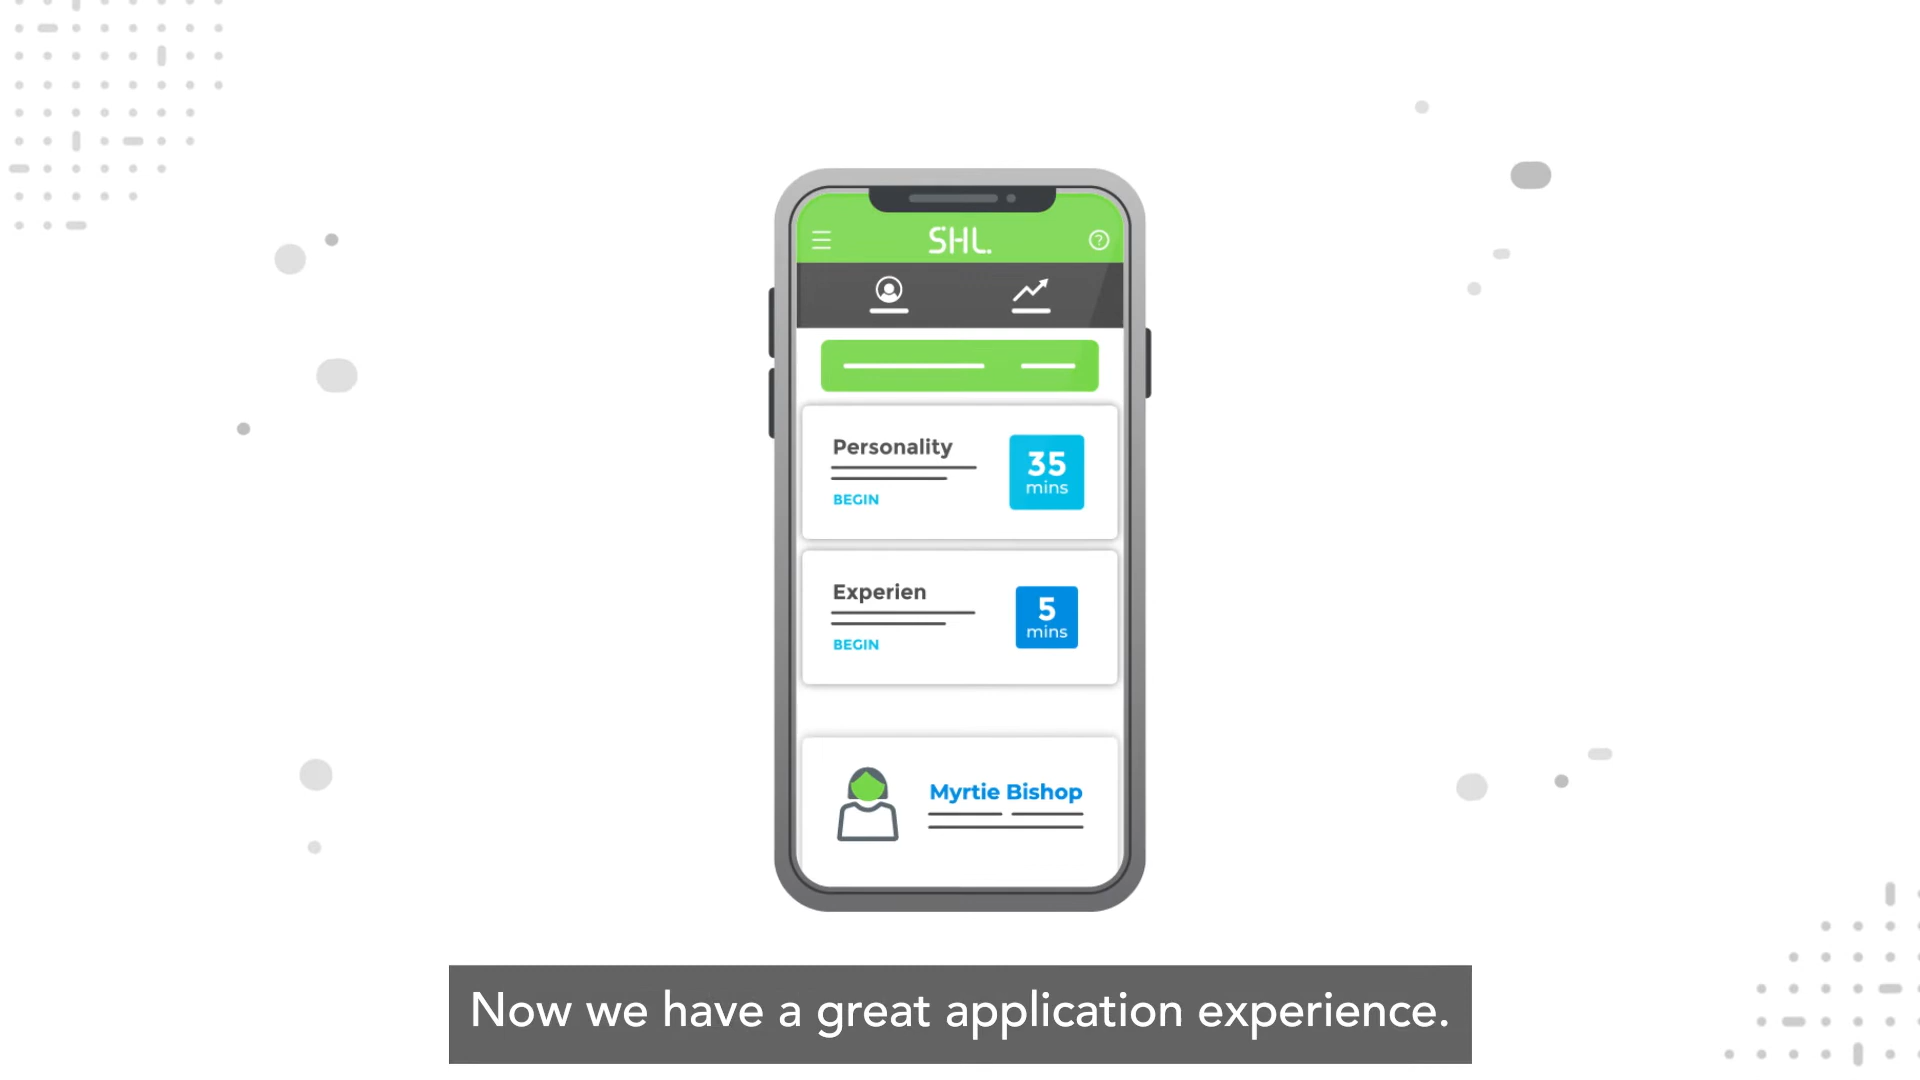 SHL.
Personality
BEGIN
35
mins
Experien
BEGIN
5
mins
Myrtie Bishop
Now we have a great application experience.